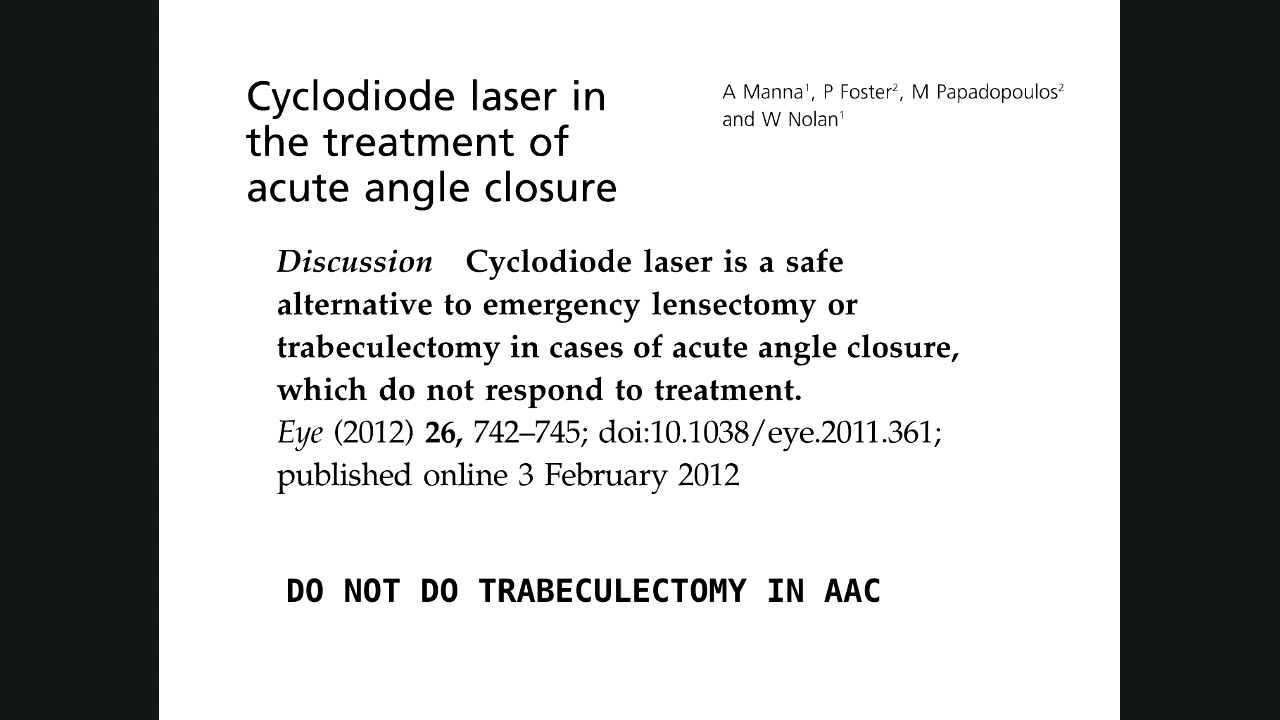 Cyclodiode laser in
the treatment of
acute angle closure
A Manna¹, P Foster², M Papadopoulos²
and W Nolan¹
Discussion Cyclodiode laser is a safe
alternative to emergency lensectomy or
trabeculectomy in cases of acute angle closure,
which do not respond to treatment.
Eye (2012) 26, 742–745; doi:10.1038/eye.2011.361;
published online 3 February 2012
DO NOT DO TRABECULECTOMY IN AAC